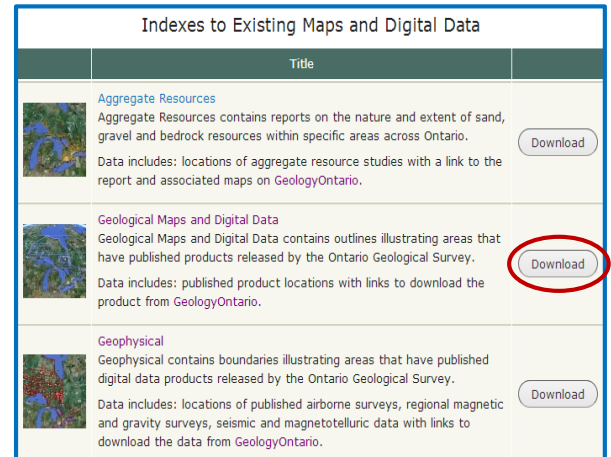 Indexes to Existing Maps and Digital Data
Title
Aggregate Resources
Aggregate Resources contains reports on the nature and extent of sand,
gravel and bedrock resources within specific areas across Ontario.
Data includes: locations of aggregate resource studies with a link to the
report and associated maps on GeologyOntario.
Download
Geological Maps and Digital Data
Geological Maps and Digital Data contains outlines illustrating areas that
have published products released by the Ontario Geological Survey.
Data includes: published product locations with links to download the
product from GeologyOntario.
Download
Geophysical
Geophysical contains boundaries illustrating areas that have published
digital data products released by the Ontario Geological Survey.
Data includes: locations of published airborne surveys, regional magnetic
and gravity surveys, seismic and magnetotelluric data with links to
download the data from GeologyOntario.
Download